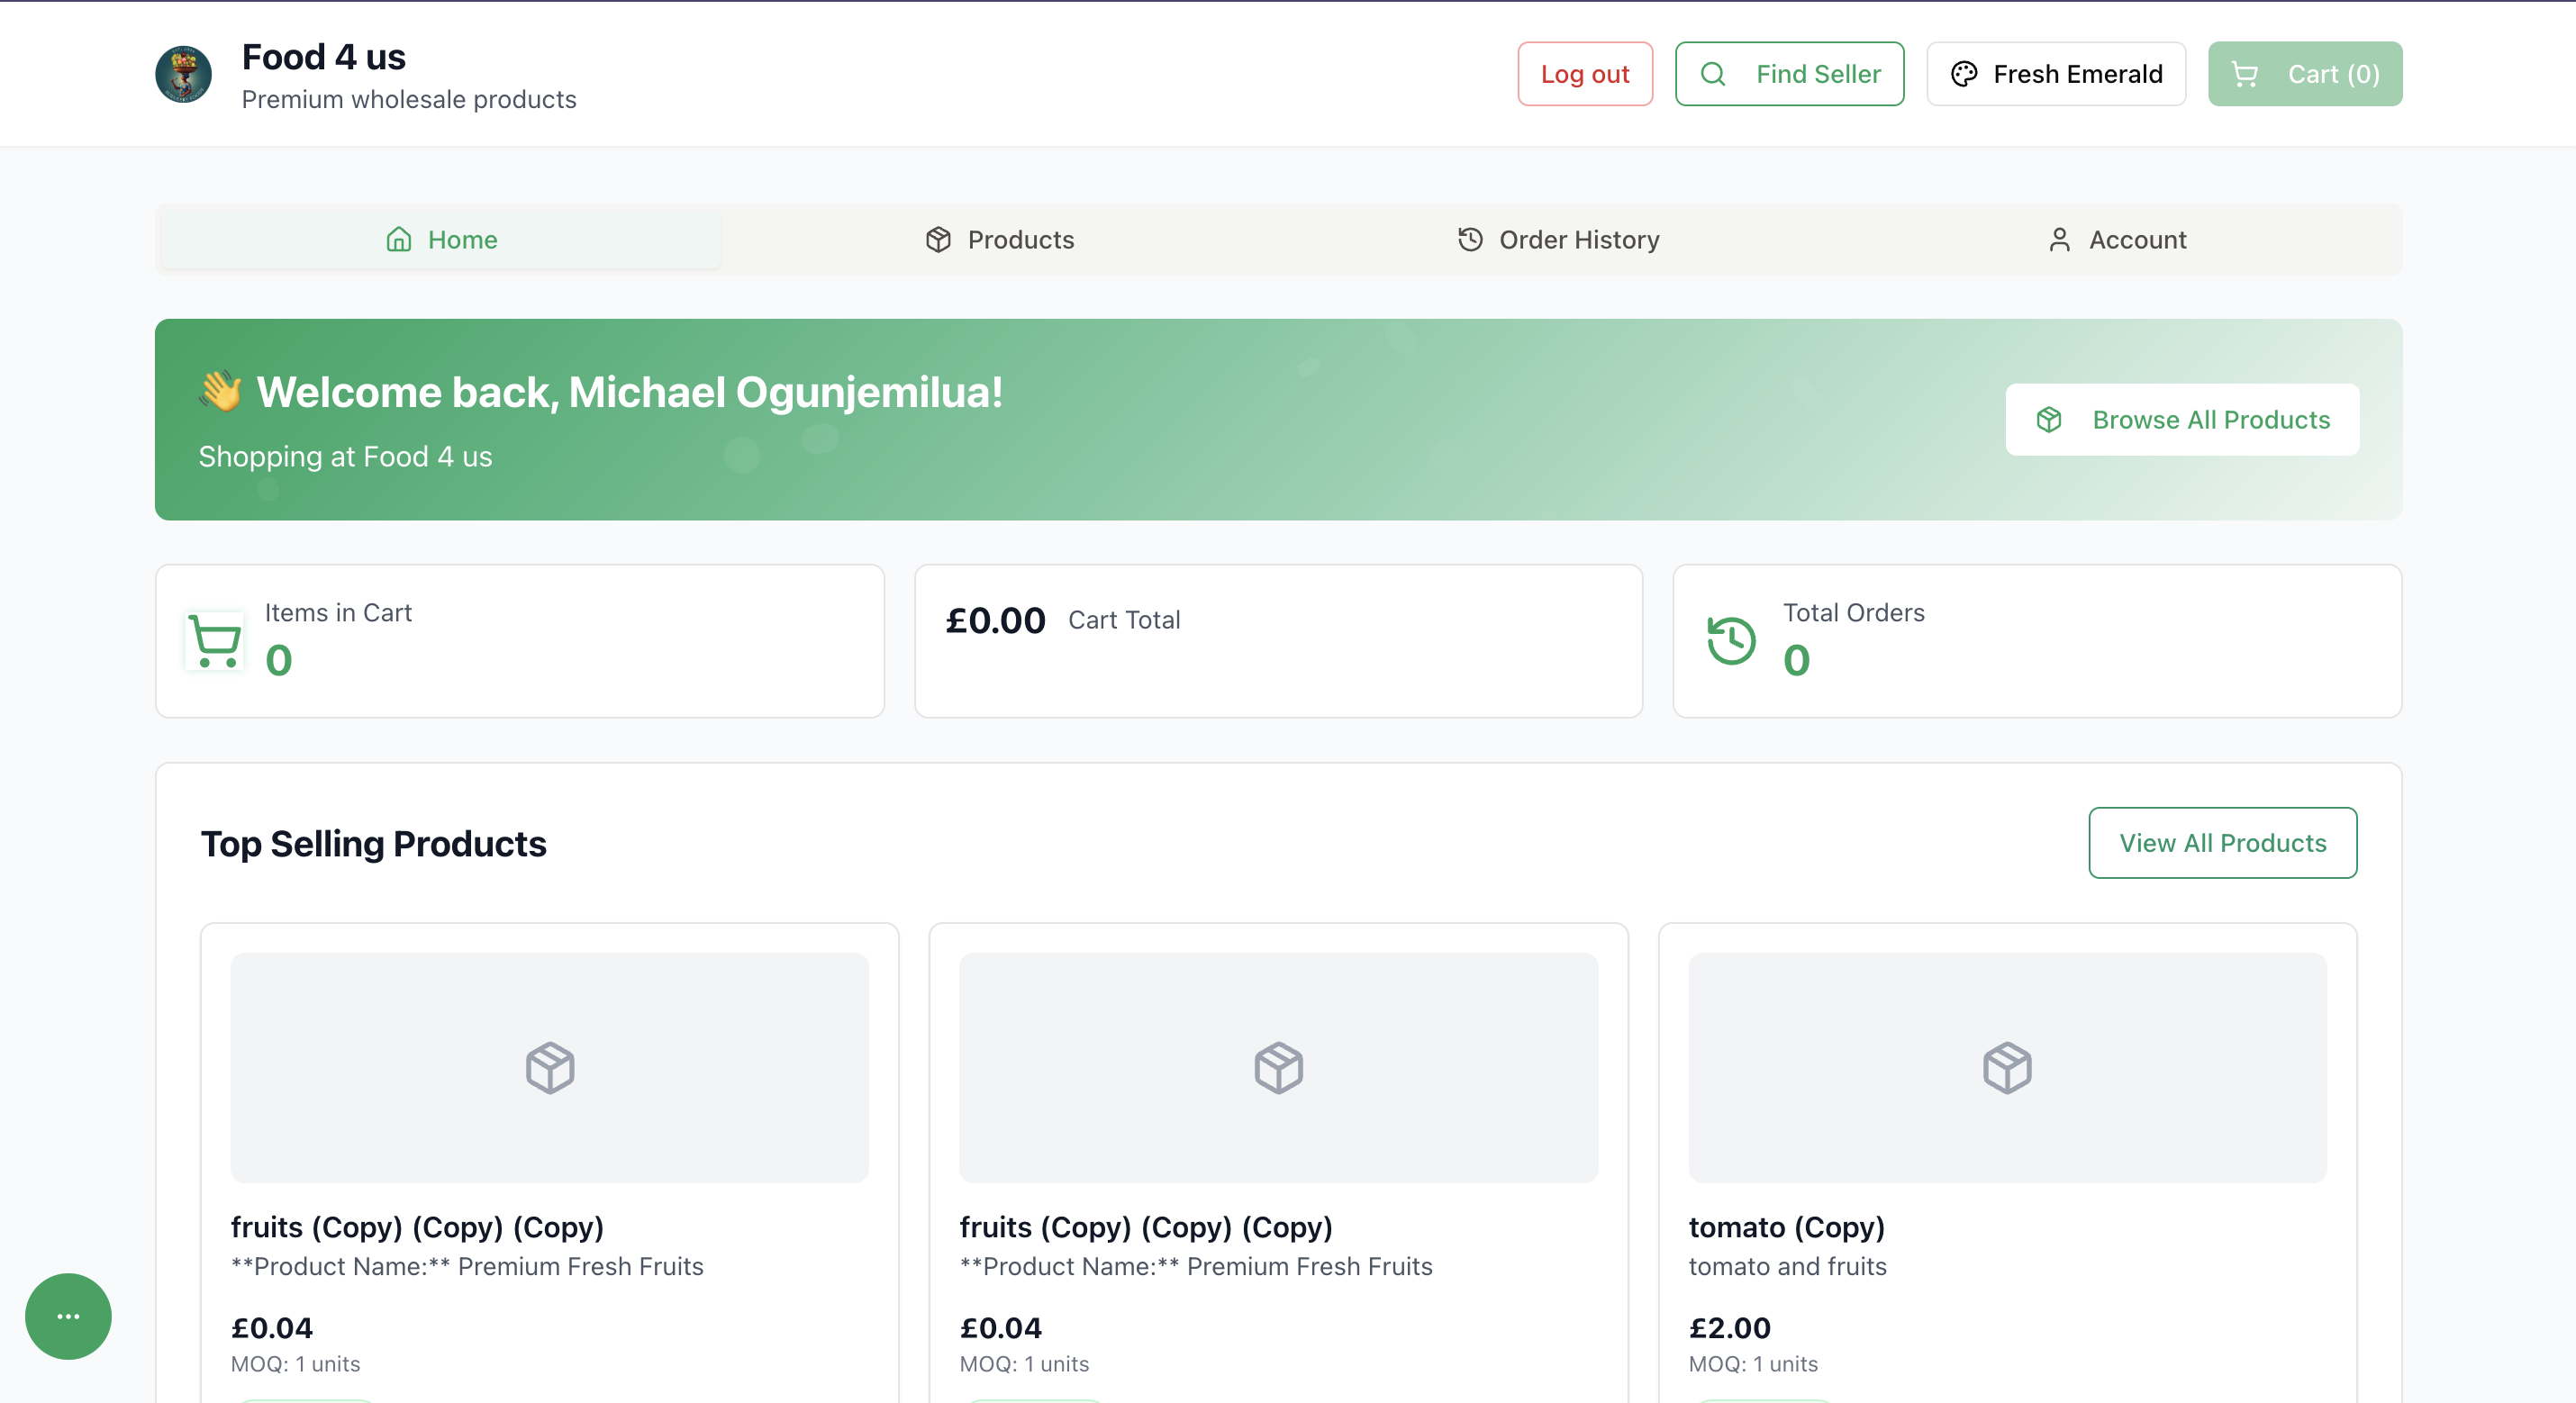 Food 4 us
Premium wholesale products
Log out
Find Seller
Fresh Emerald
Cart (0)
Home
Products
Order History
Account
👋 Welcome back, Michael Ogunjemilua!
Shopping at Food 4 us
Browse All Products
Items in Cart
0
£0.00 Cart Total
Total Orders
0
Top Selling Products
View All Products
fruits (Copy) (Copy) (Copy)
**Product Name:** Premium Fresh Fruits
£0.04
MOQ: 1 units
fruits (Copy) (Copy) (Copy)
**Product Name:** Premium Fresh Fruits
£0.04
MOQ: 1 units
tomato (Copy)
tomato and fruits
£2.00
MOQ: 1 units